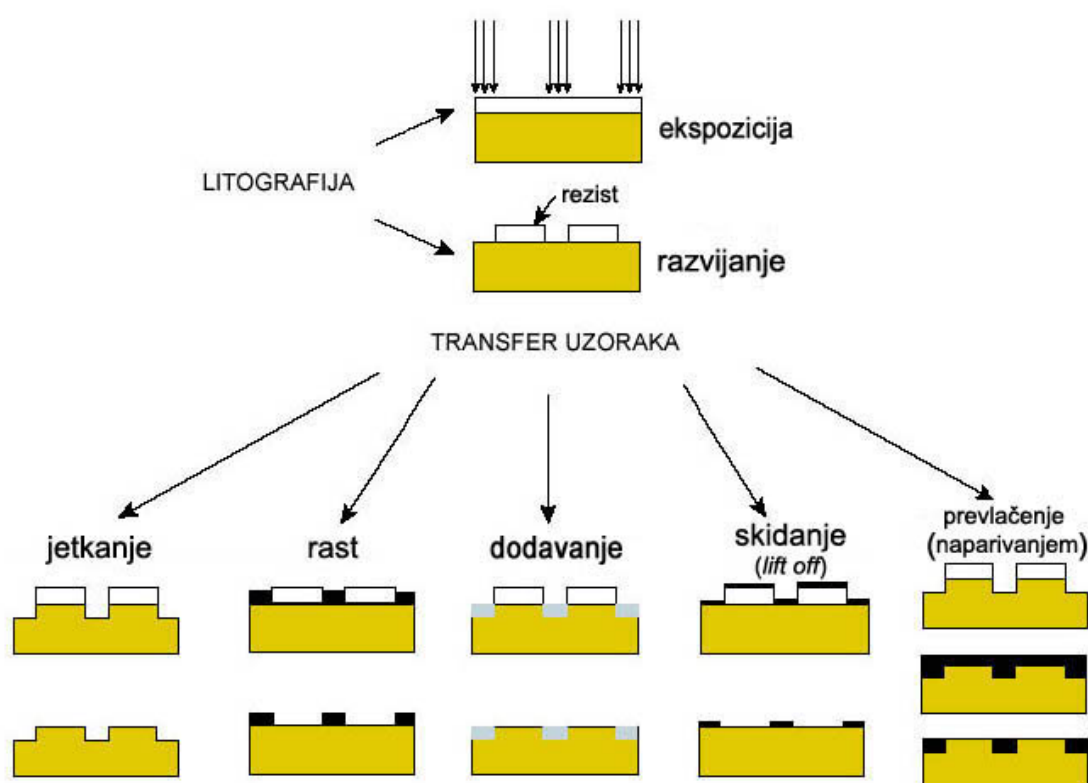 ekspozicija
LITOGRAFIJA
rezist
razvijanje
TRANSFER UZORAKA
jetkanje
rast
dodavanje
skidanje
(lift off)
prevlačenje
(naparivanjem)